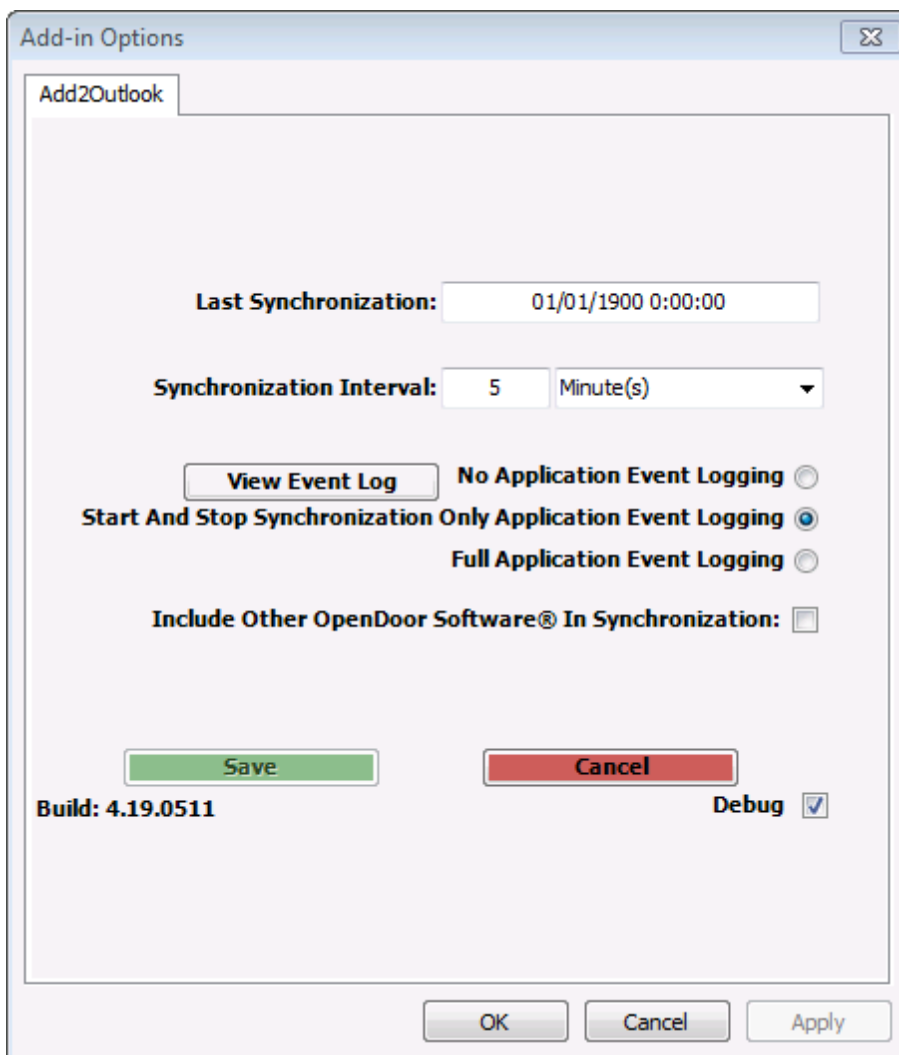 Add-in Options
Add2Outlook
Last Synchronization: 01/01/1900 0:00:00
Synchronization Interval: 5 Minute(s)
View Event Log No Application Event Logging
Start And Stop Synchronization Only Application Event Logging
Full Application Event Logging
Include Other OpenDoor Software® In Synchronization:
Save Cancel
Build: 4.19.0511 Debug
OK Cancel Apply